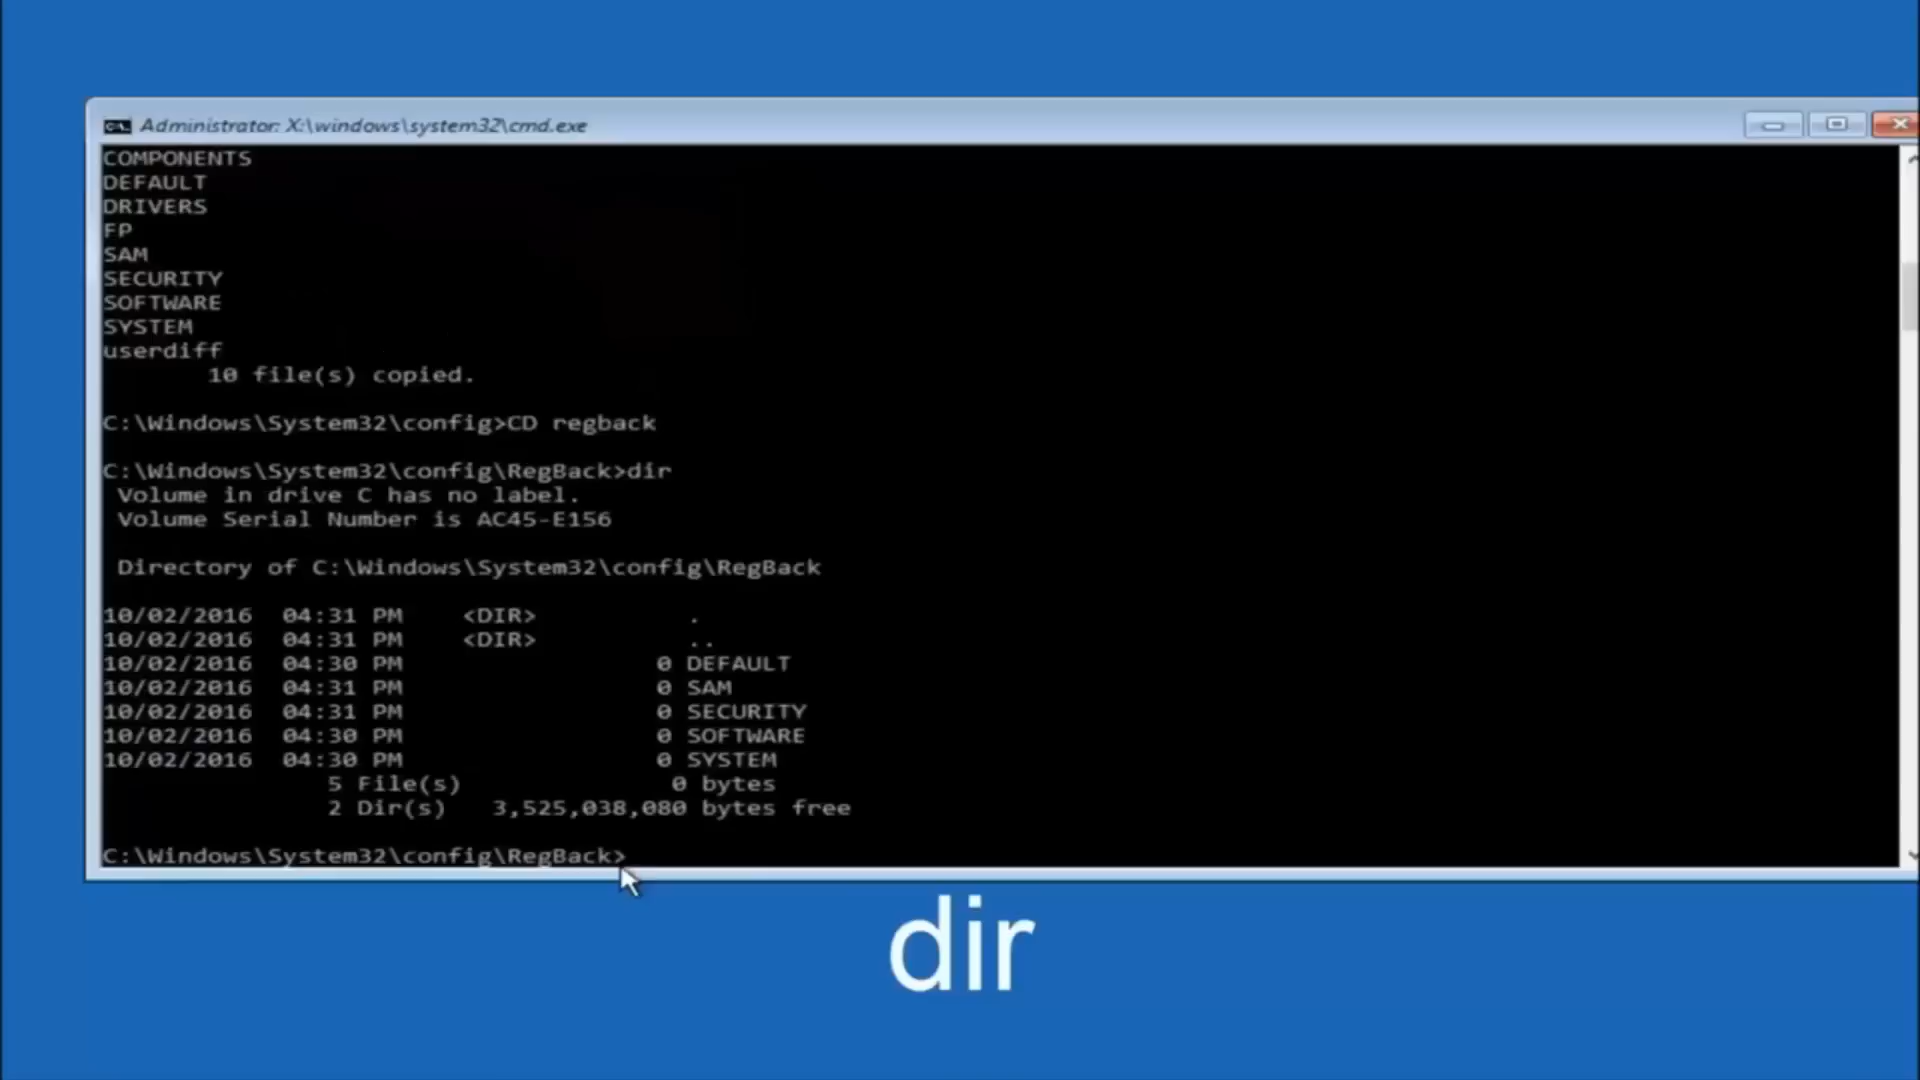 Administrator: X:\windows\system32\cmd.exe
COMPONENTS
DEFAULT
DRIVERS
FP
SAM
SECURITY
SOFTWARE
SYSTEM
userdiff
10 file(s) copied.
C:\Windows\System32\config>CD regback
C:\Windows\System32\config\RegBack>dir
Volume in drive C has no label.
Volume Serial Number is AC45-E156
Directory of C:\Windows\System32\config\RegBack
10/02/2016 04:31 PM <DIR> .
10/02/2016 04:31 PM <DIR> ..
10/02/2016 04:30 PM 0 DEFAULT
10/02/2016 04:31 PM 0 SAM
10/02/2016 04:31 PM 0 SECURITY
10/02/2016 04:30 PM 0 SOFTWARE
10/02/2016 04:30 PM 0 SYSTEM
5 File(s) 0 bytes
2 Dir(s) 3,525,038,080 bytes free
C:\Windows\System32\config\RegBack>
dir